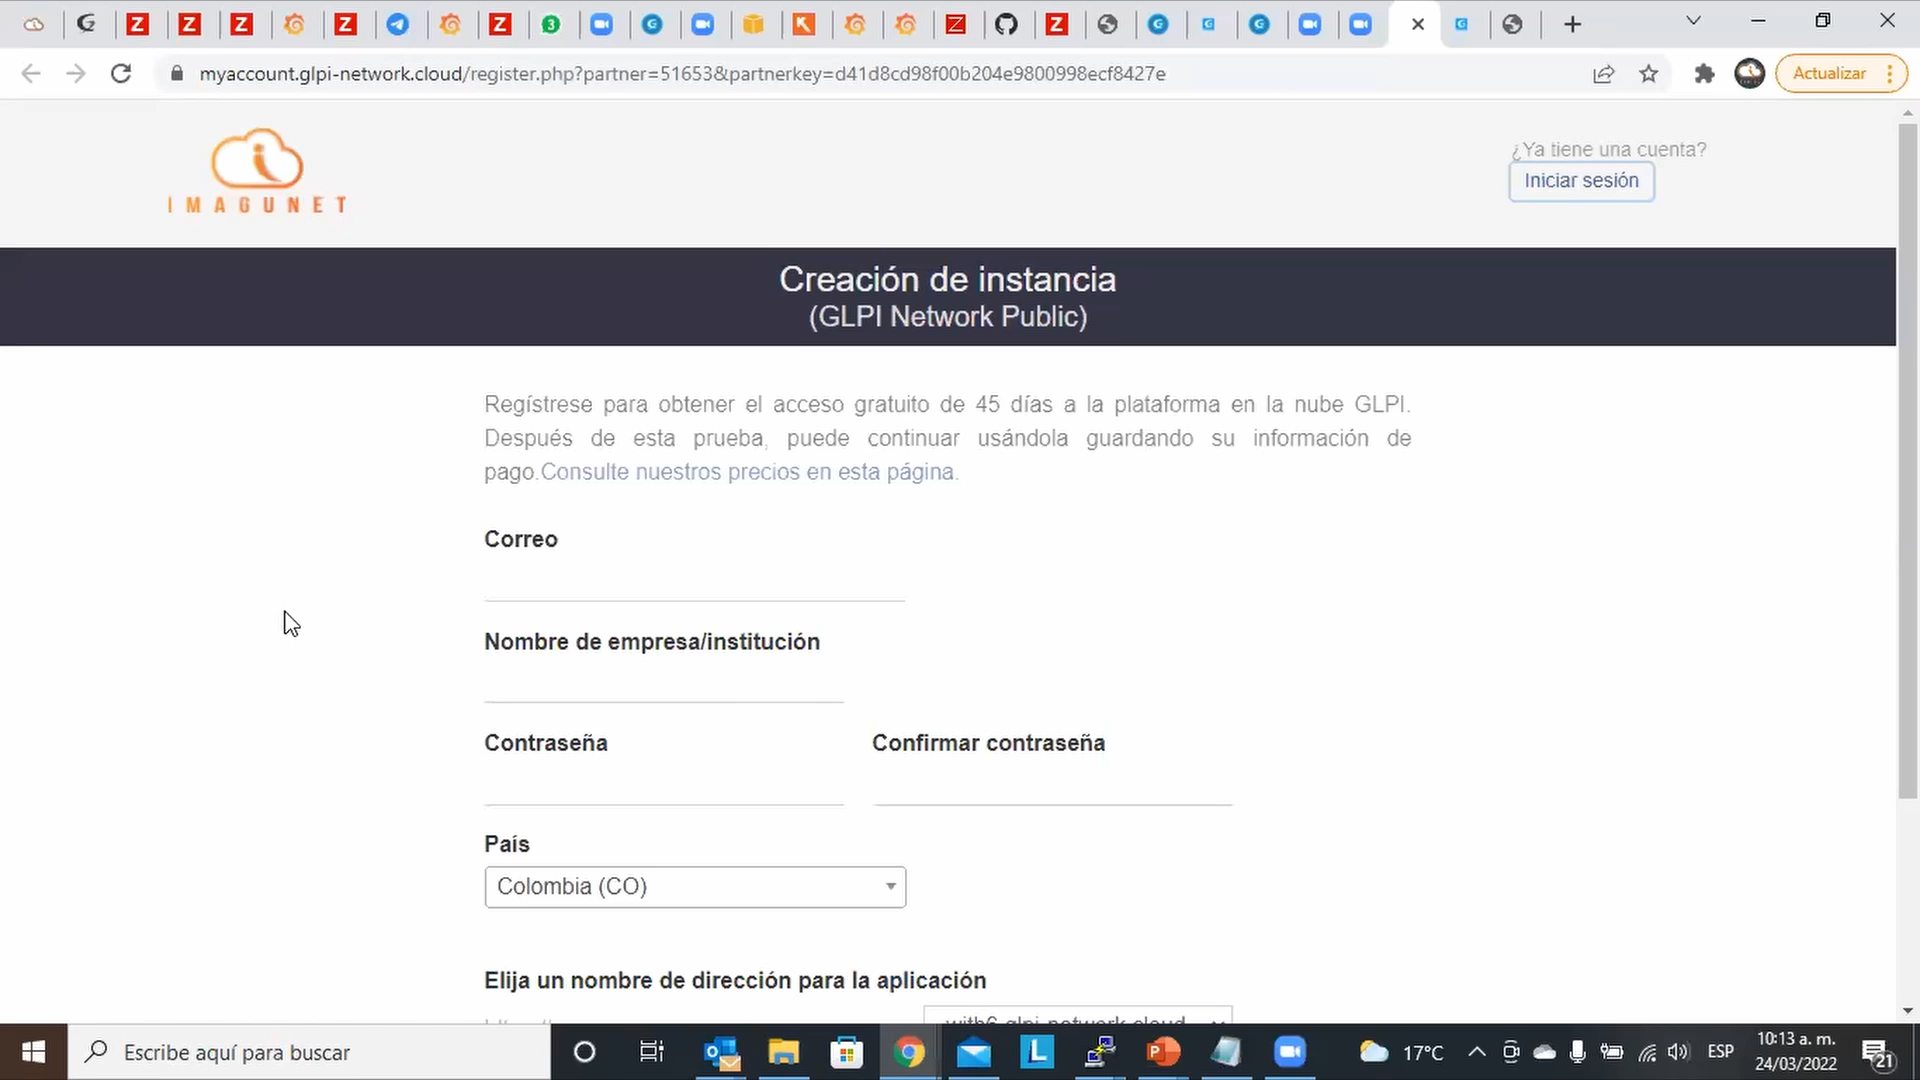 myaccount.glpi-network.cloud/register.php?partner=51653&partnerkey=d41d8cd98f00b204e9800998ecf8427e
Actualizar
IMAGUNET
¿Ya tiene una cuenta?
Iniciar sesión
Creación de instancia
(GLPI Network Public)
Regístrese para obtener el acceso gratuito de 45 días a la plataforma en la nube GLPI.
Después de esta prueba, puede continuar usándola guardando su información de
pago.Consulte nuestros precios en esta página.
Correo
Nombre de empresa/institución
Contraseña
Confirmar contraseña
País
Colombia (CO)
Elija un nombre de dirección para la aplicación
with6.glpi-network.cloud
Escribe aquí para buscar
17°C
ESP
10:13 a. m.
24/03/2022
21